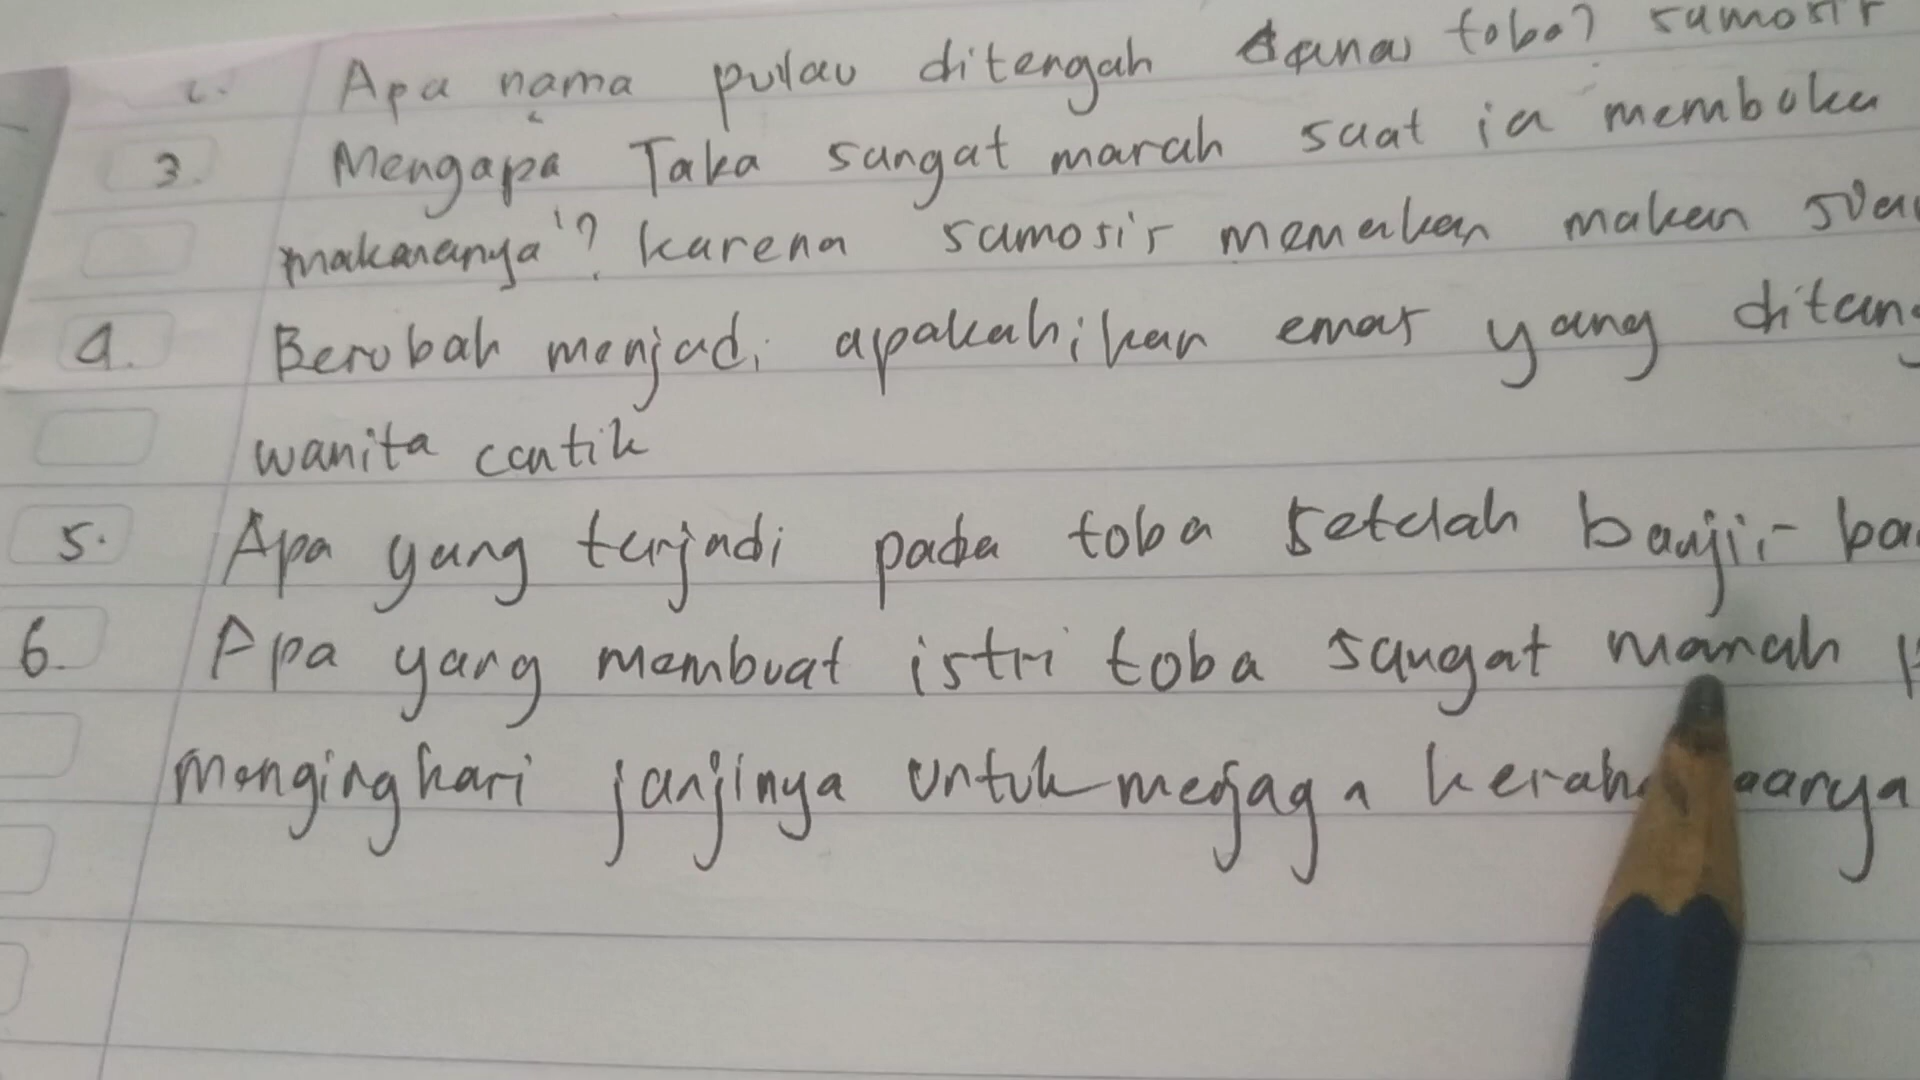 Apa nama pulau ditengah danau toba? samosir
3. Mengapa Taka sangat marah saat ia membuka
makananya"? karena samosir memakan makan
4. Berubah menjadi apakah ikan emas yang
wanita cantik
5. Apa yang terjadi pada toba setelah banjir
6. Apa yang membuat istri toba sangat marah
mengingkari janjinya untuk menjaga